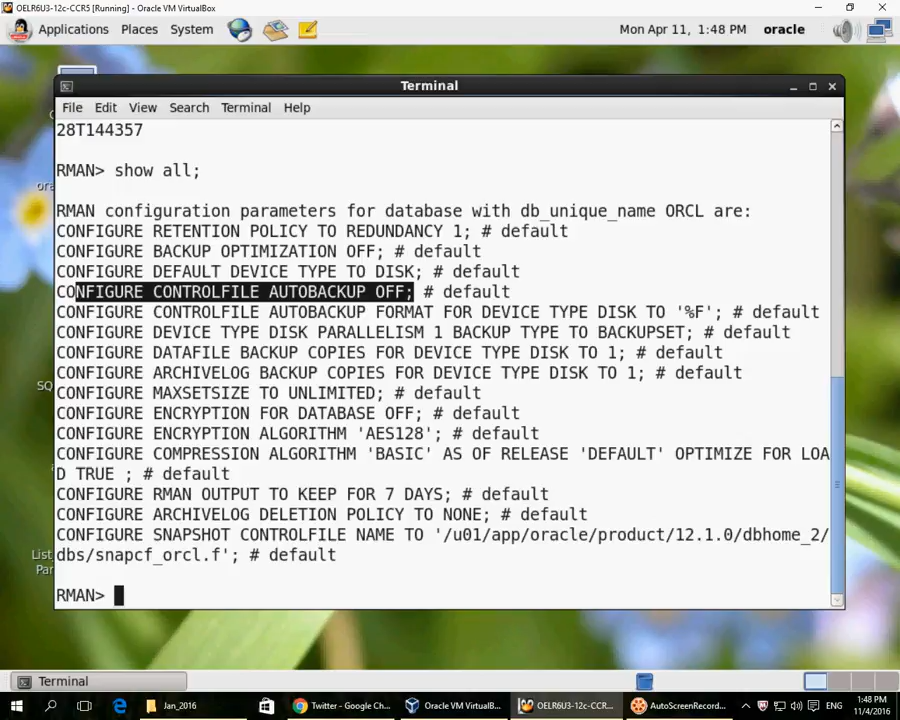 OELR6U3-12c-CCR5 [Running] - Oracle VM VirtualBox
Applications Places System Mon Apr 11, 1:48 PM oracle
Terminal
File Edit View Search Terminal Help
28T144357
RMAN> show all;
RMAN configuration parameters for database with db_unique_name ORCL are:
CONFIGURE RETENTION POLICY TO REDUNDANCY 1; # default
CONFIGURE BACKUP OPTIMIZATION OFF; # default
CONFIGURE DEFAULT DEVICE TYPE TO DISK; # default
CONFIGURE CONTROLFILE AUTOBACKUP OFF; # default
CONFIGURE CONTROLFILE AUTOBACKUP FORMAT FOR DEVICE TYPE DISK TO '%F'; # default
CONFIGURE DEVICE TYPE DISK PARALLELISM 1 BACKUP TYPE TO BACKUPSET; # default
CONFIGURE DATAFILE BACKUP COPIES FOR DEVICE TYPE DISK TO 1; # default
CONFIGURE ARCHIVELOG BACKUP COPIES FOR DEVICE TYPE DISK TO 1; # default
CONFIGURE MAXSETSIZE TO UNLIMITED; # default
CONFIGURE ENCRYPTION FOR DATABASE OFF; # default
CONFIGURE ENCRYPTION ALGORITHM 'AES128'; # default
CONFIGURE COMPRESSION ALGORITHM 'BASIC' AS OF RELEASE 'DEFAULT' OPTIMIZE FOR LOA
D TRUE ; # default
CONFIGURE RMAN OUTPUT TO KEEP FOR 7 DAYS; # default
CONFIGURE ARCHIVELOG DELETION POLICY TO NONE; # default
CONFIGURE SNAPSHOT CONTROLFILE NAME TO '/u01/app/oracle/product/12.1.0/dbhome_2/
dbs/snapcf_orcl.f'; # default
RMAN>
SQ
List
Par
Terminal
Jan_2016 Twitter - Google Ch... Oracle VM VirtualB... OELR6U3-12c-CCR... AutoScreenRecord... ENG 1:48 PM
11/4/2016